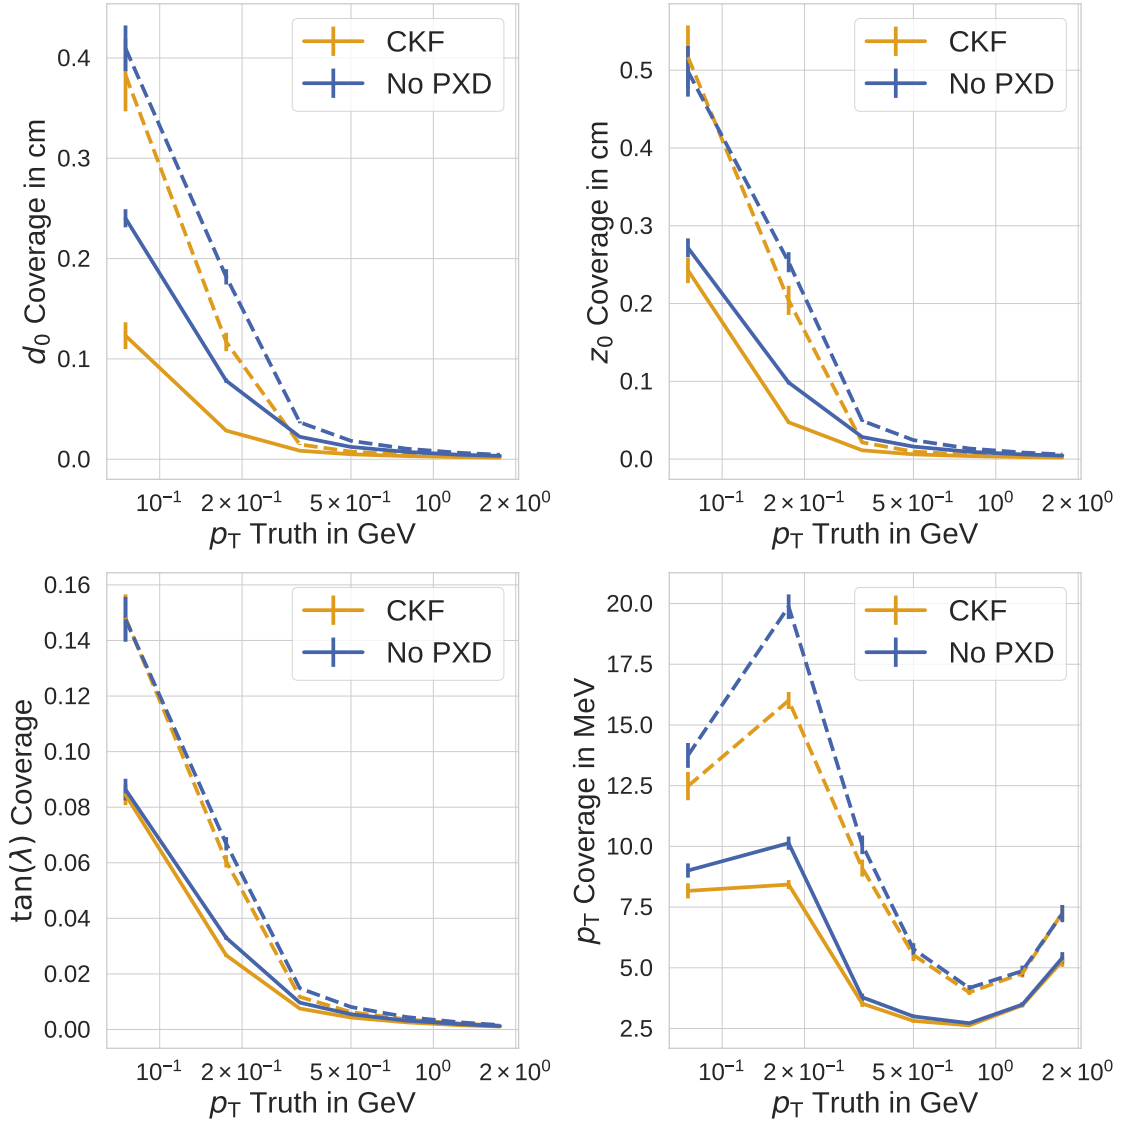 CKF
No PXD
d₀ Coverage in cm
0.4
0.3
0.2
0.1
0.0
10⁻¹ 2×10⁻¹ 5×10⁻¹ 10⁰ 2×10⁰
p_T Truth in GeV
CKF
No PXD
z₀ Coverage in cm
0.5
0.4
0.3
0.2
0.1
0.0
10⁻¹ 2×10⁻¹ 5×10⁻¹ 10⁰ 2×10⁰
p_T Truth in GeV
CKF
No PXD
tan(λ) Coverage
0.16
0.14
0.12
0.10
0.08
0.06
0.04
0.02
0.00
10⁻¹ 2×10⁻¹ 5×10⁻¹ 10⁰ 2×10⁰
p_T Truth in GeV
CKF
No PXD
p_T Coverage in MeV
20.0
17.5
15.0
12.5
10.0
7.5
5.0
2.5
10⁻¹ 2×10⁻¹ 5×10⁻¹ 10⁰ 2×10⁰
p_T Truth in GeV